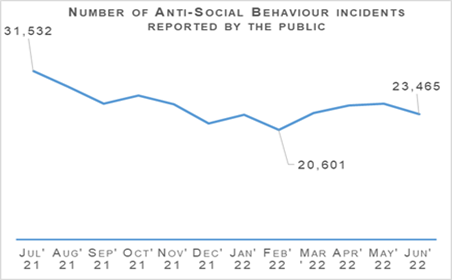 Number of Anti-Social Behaviour incidents
reported by the public
31,532
23,465
20,601
Jul' Aug' Sep' Oct' Nov' Dec' Jan' Feb' Mar Apr' May' Jun'
21 21 21 21 21 21 22 22 ' 22 22 22 22